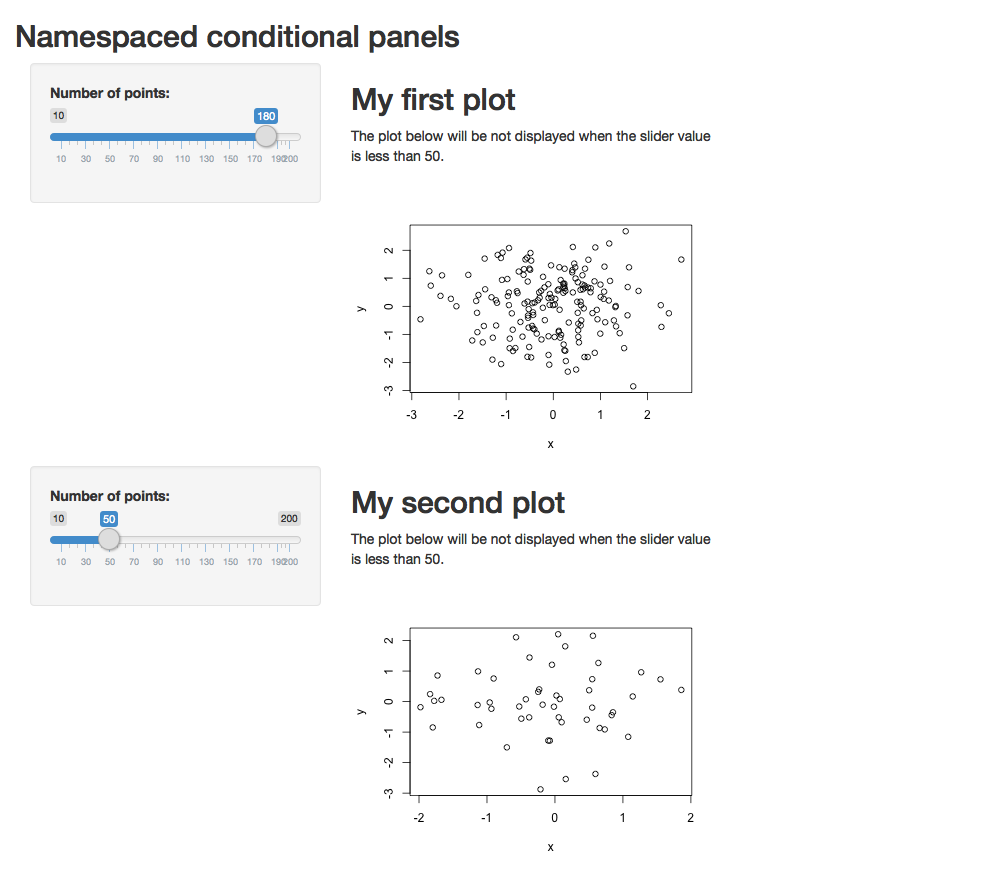 Namespaced conditional panels
Number of points:
10 180
10 30 50 70 90 110 130 150 170 190 200
My first plot
The plot below will be not displayed when the slider value
is less than 50.
y
2
1
0
-1
-2
-3
-3 -2 -1 0 1 2
x
Number of points:
10 50 200
10 30 50 70 90 110 130 150 170 190 200
My second plot
The plot below will be not displayed when the slider value
is less than 50.
y
2
1
0
-1
-2
-3
-2 -1 0 1 2
x